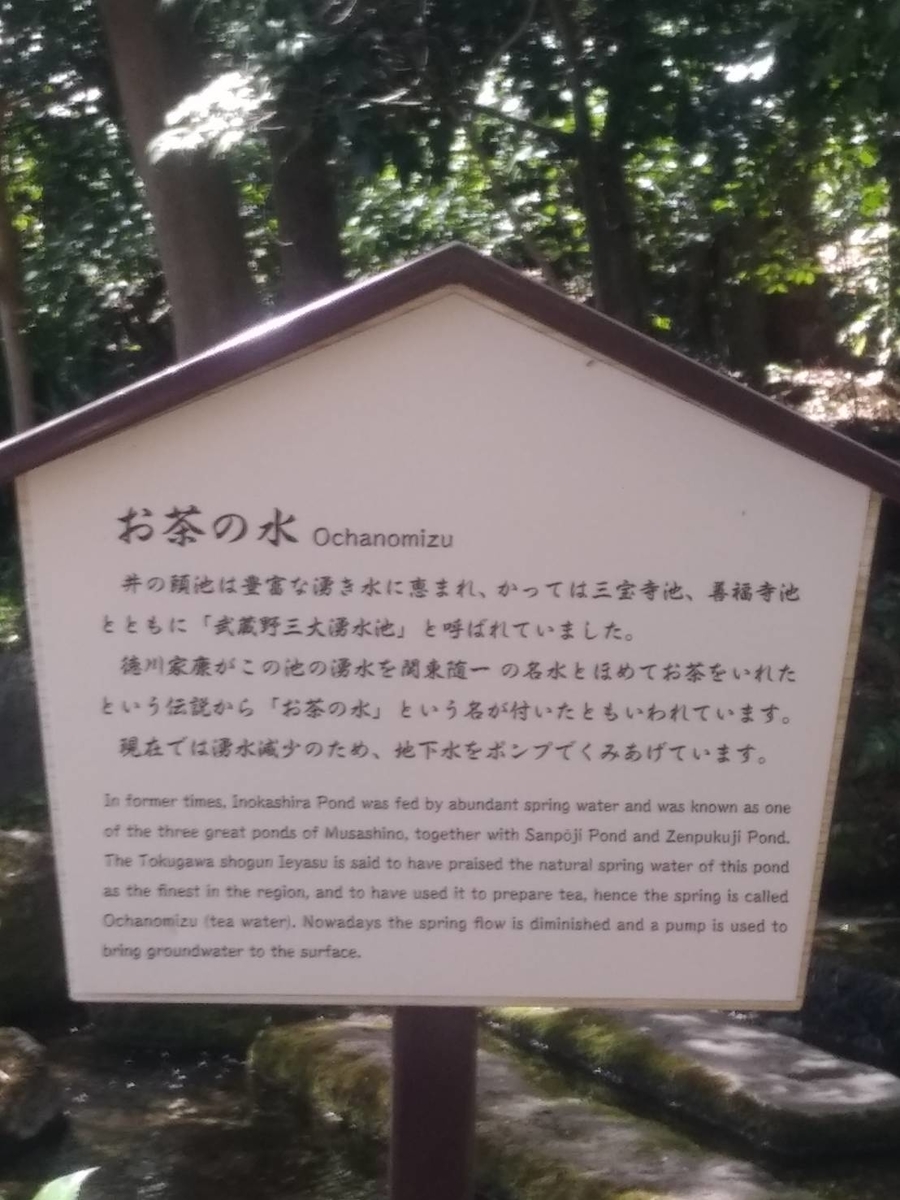 お茶の水 Ochanomizu
井の頭池は豊富な湧き水に恵まれ、かっては三宝寺池、善福寺池
とともに「武蔵野三大湧水池」と呼ばれていました。
徳川家康がこの池の湧水を関東随一 の名水とほめてお茶をいれた
という伝説から「お茶の水」という名が付いたともいわれています。
現在では湧水減少のため、地下水をポンプでくみあげています。
In former times, Inokashira Pond was fed by abundant spring water and was known as one
of the three great ponds of Musashino, together with Sanpōji Pond and Zenpukuji Pond.
The Tokugawa shogun Ieyasu is said to have praised the natural spring water of this pond
as the finest in the region, and to have used it to prepare tea, hence the spring is called
Ochanomizu (tea water). Nowadays the spring flow is diminished and a pump is used to
bring groundwater to the surface.